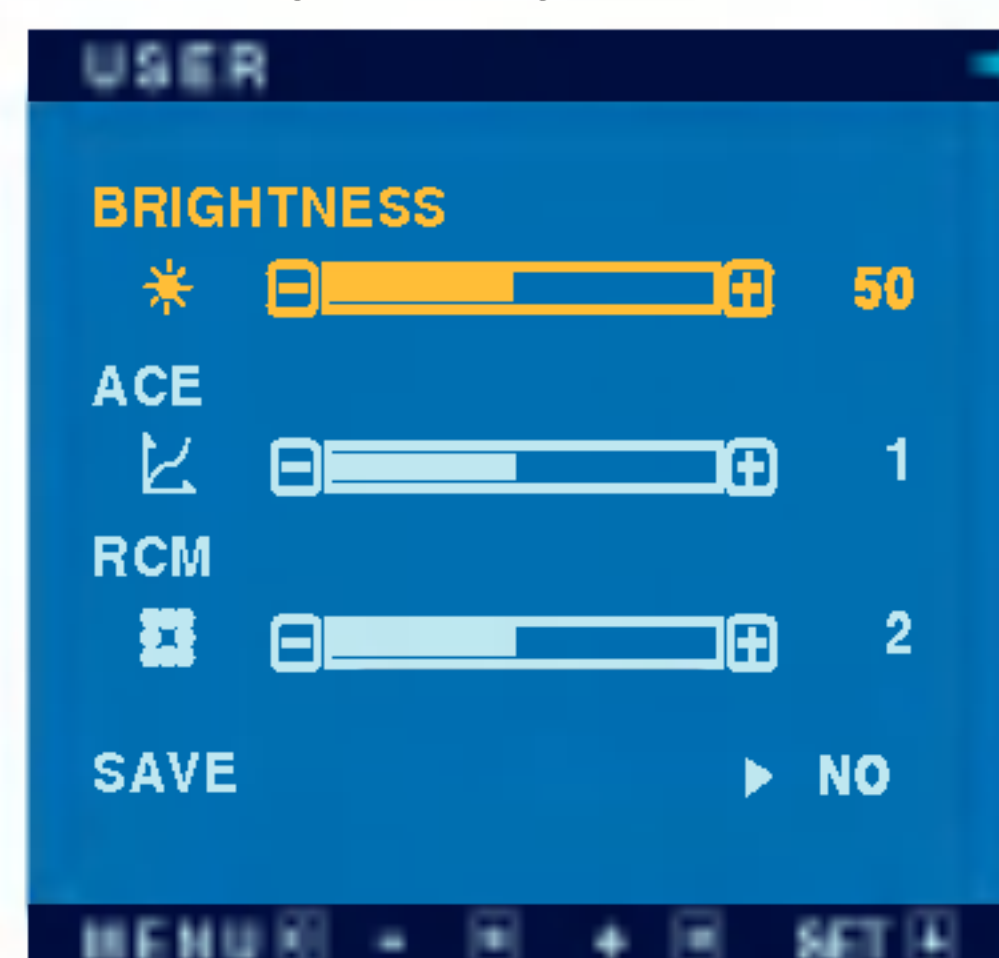 USER
BRIGHTNESS
50
ACE
1
RCM
2
SAVE ▶ NO
MENU - + SET